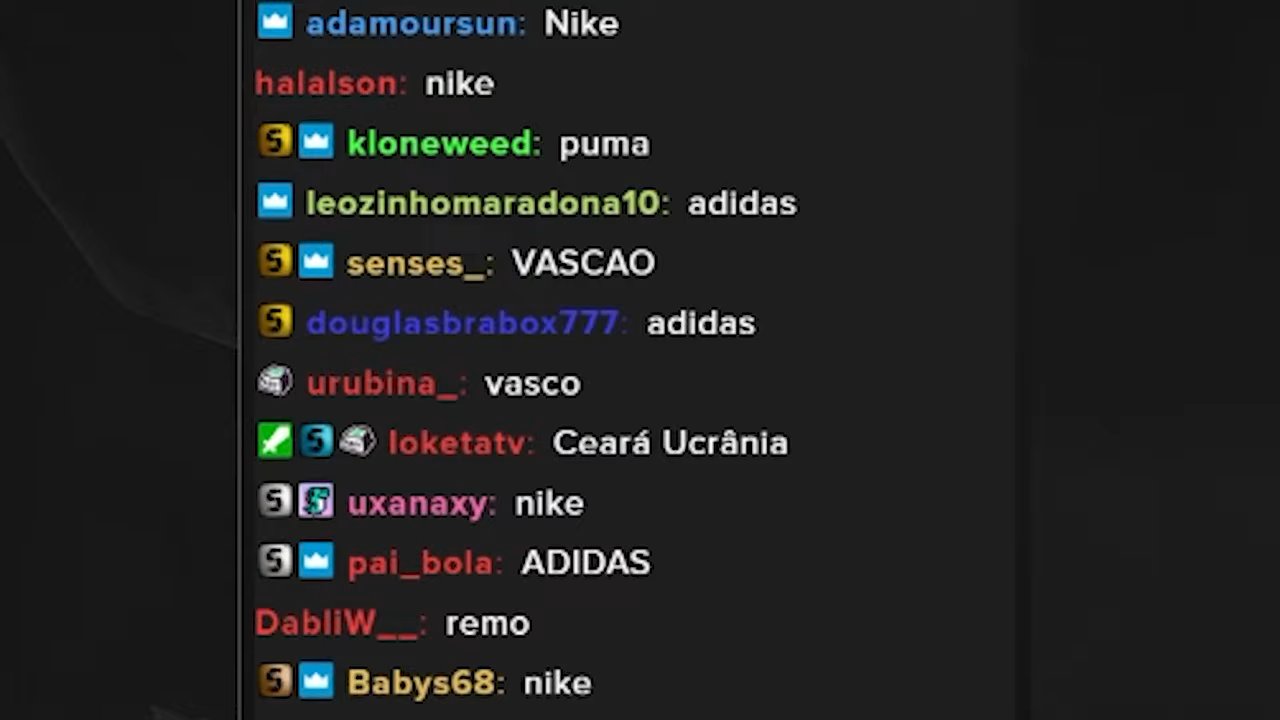 adamoursun: Nike
halalson: nike
kloneweed: puma
leozinhomaradona10: adidas
senses_: VASCAO
douglasbrabox777: adidas
urubina_: vasco
loketatv: Ceará Ucrânia
uxanaxy: nike
pai_bola: ADIDAS
DabliW__: remo
Babys68: nike